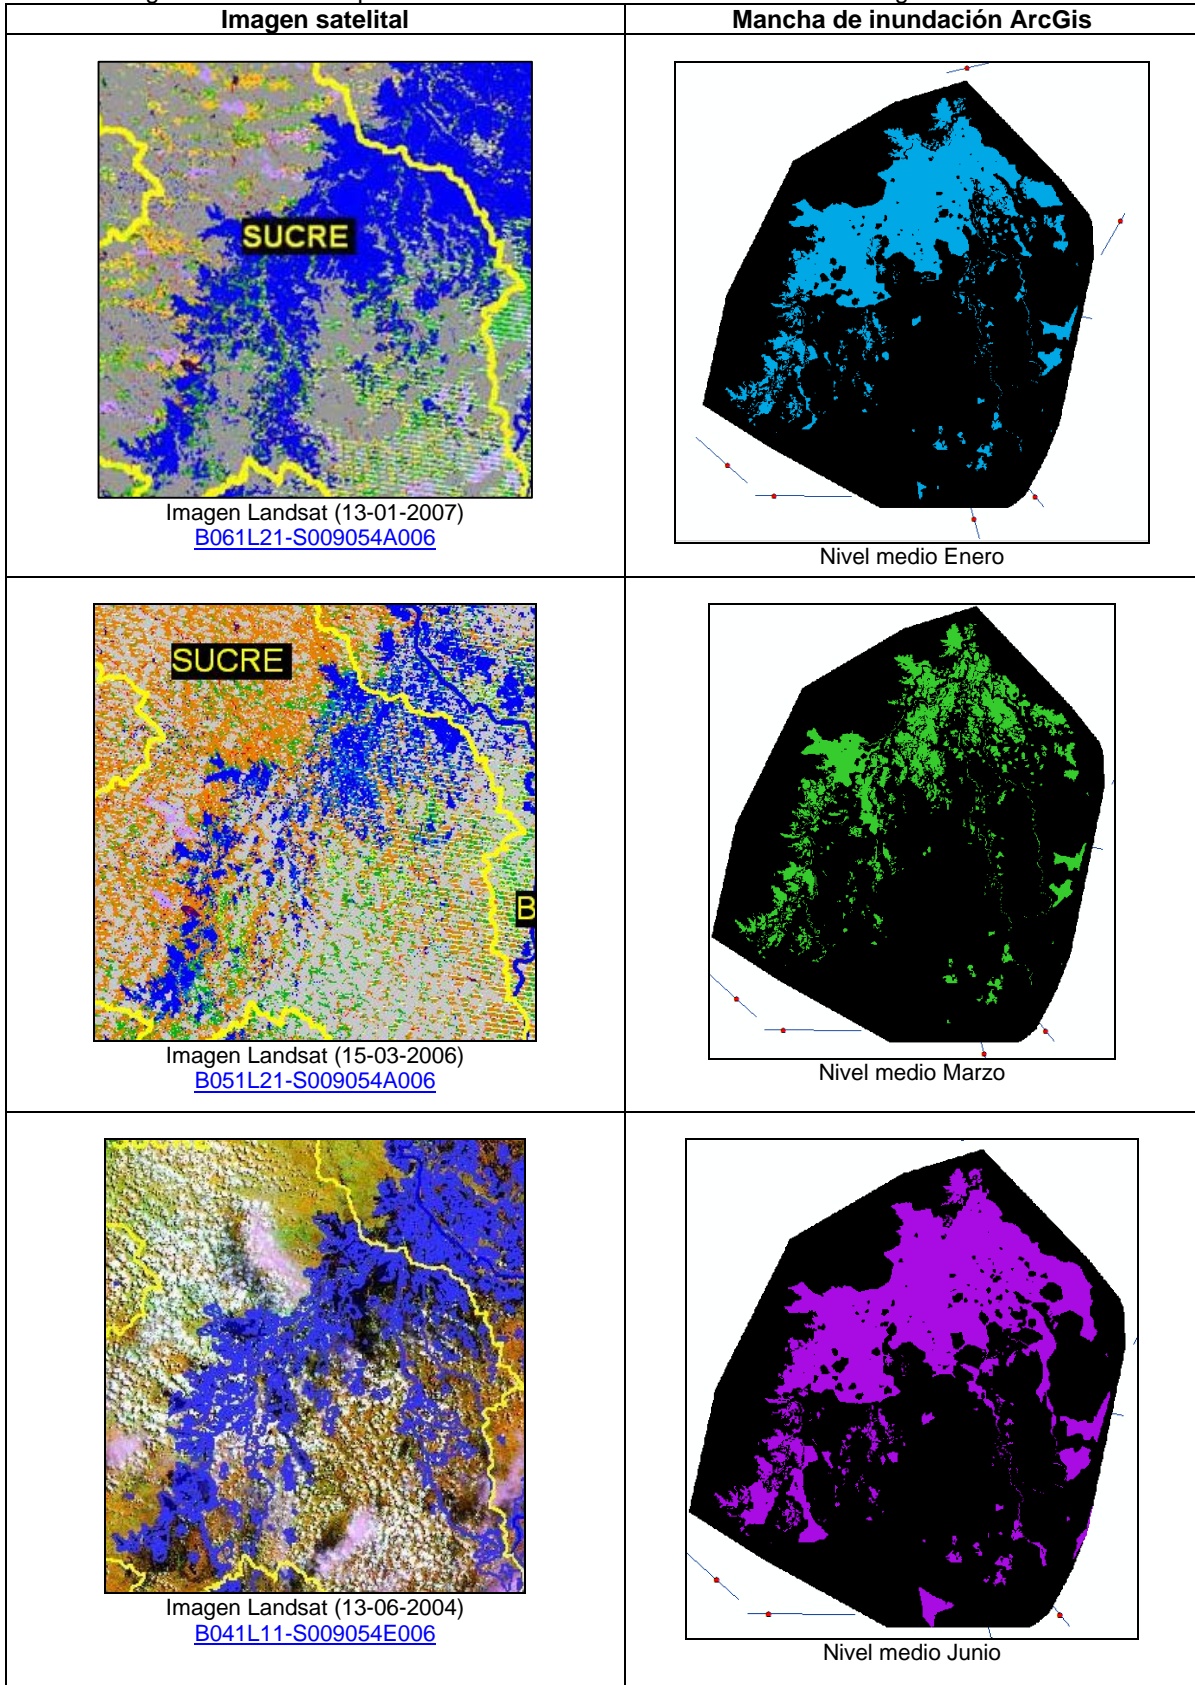 Imagen satelital
Mancha de inundación ArcGis
SUCRE
Imagen Landsat (13-01-2007)
B061L21-S009054A006
Nivel medio Enero
SUCRE
B
Imagen Landsat (15-03-2006)
B051L21-S009054A006
Nivel medio Marzo
Imagen Landsat (13-06-2004)
B041L11-S009054E006
Nivel medio Junio